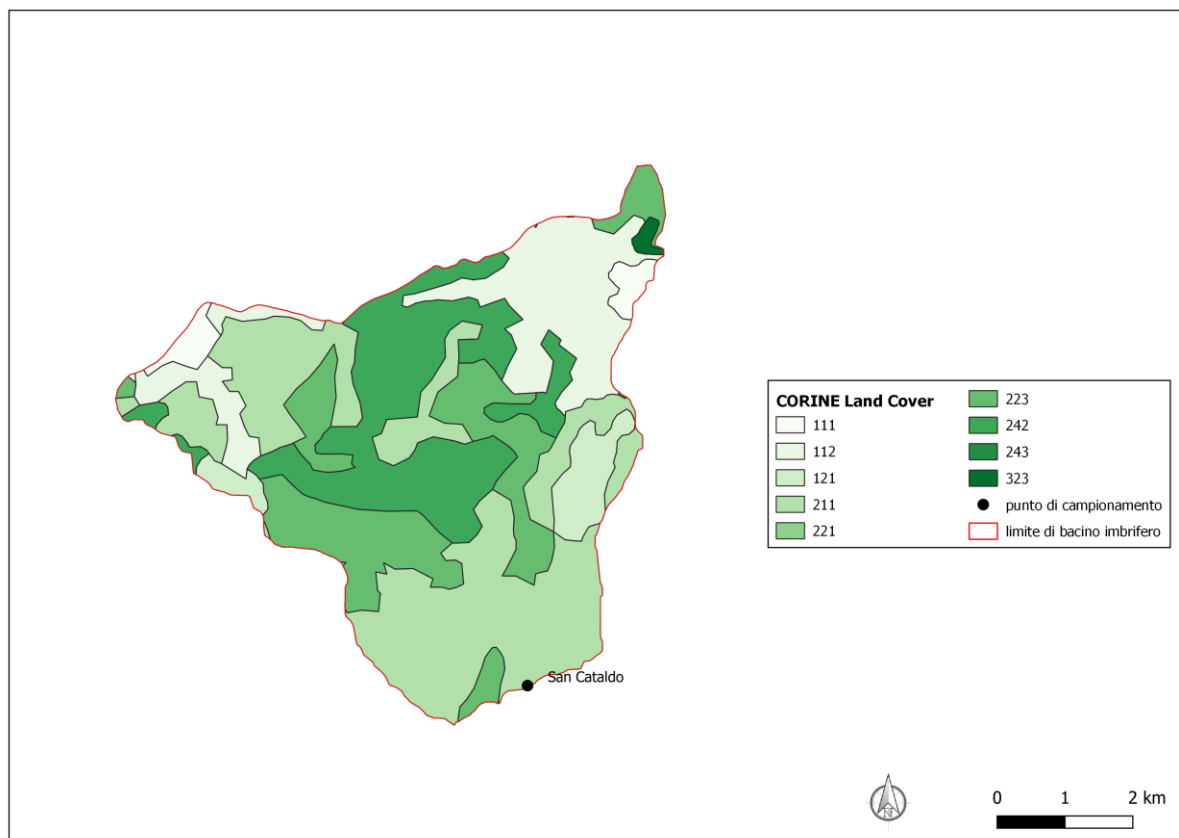 San Cataldo
CORINE Land Cover
111
112
121
211
221
223
242
243
323
punto di campionamento
limite di bacino imbrifero
N
0 1 2 km